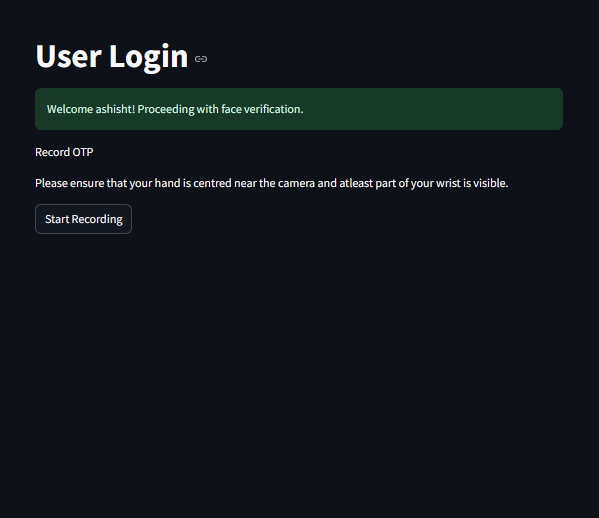 User Login
Welcome ashisht! Proceeding with face verification.
Record OTP
Please ensure that your hand is centred near the camera and atleast part of your wrist is visible.
Start Recording